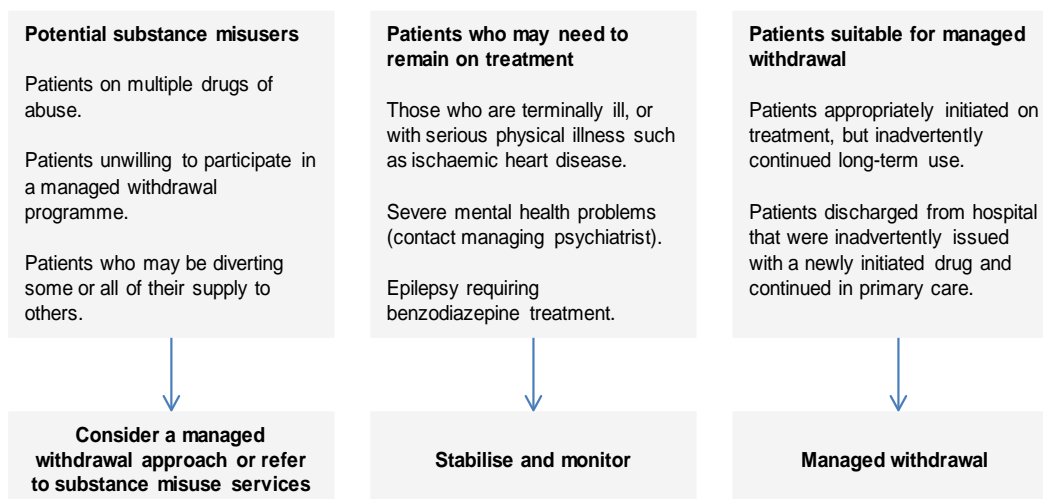 Potential substance misusers
Patients on multiple drugs of
abuse.
Patients unwilling to participate in
a managed withdrawal
programme.
Patients who may be diverting
some or all of their supply to
others.
Consider a managed
withdrawal approach or refer
to substance misuse services
Patients who may need to
remain on treatment
Those who are terminally ill, or
with serious physical illness such
as ischaemic heart disease.
Severe mental health problems
(contact managing psychiatrist).
Epilepsy requiring
benzodiazepine treatment.
Stabilise and monitor
Patients suitable for managed
withdrawal
Patients appropriately initiated on
treatment, but inadvertently
continued long-term use.
Patients discharged from hospital
that were inadvertently issued
with a newly initiated drug and
continued in primary care.
Managed withdrawal